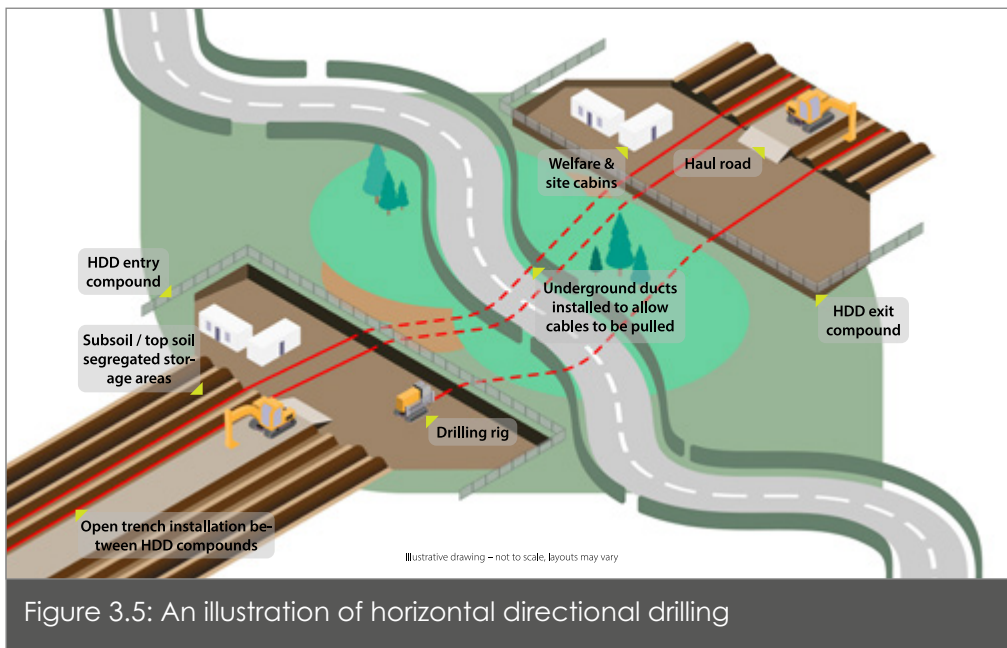 Welfare &
site cabins
Haul road
HDD entry
compound
Underground ducts
installed to allow
cables to be pulled
HDD exit
compound
Subsoil / top soil
segregated stor-
age areas
Drilling rig
Open trench installation be-
tween HDD compounds
Illustrative drawing – not to scale, layouts may vary
Figure 3.5: An illustration of horizontal directional drilling